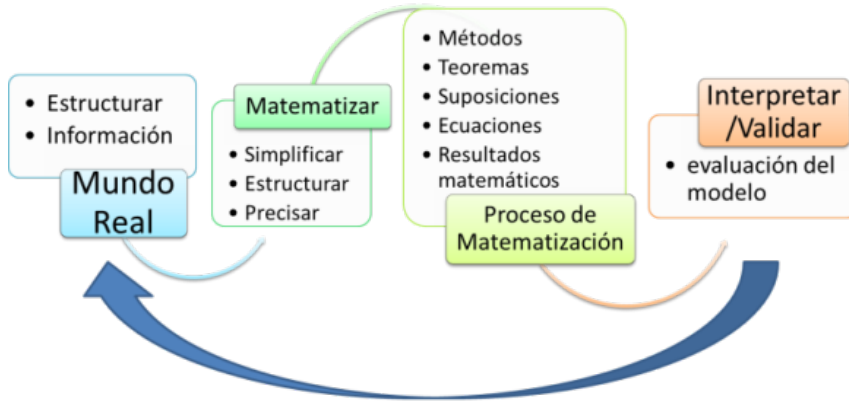 • Estructurar
• Información
Mundo
Real
Matematizar
• Simplificar
• Estructurar
• Precisar
• Métodos
• Teoremas
• Suposiciones
• Ecuaciones
• Resultados
matemáticos
Proceso de
Matematización
Interpretar
/Validar
• evaluación del
modelo